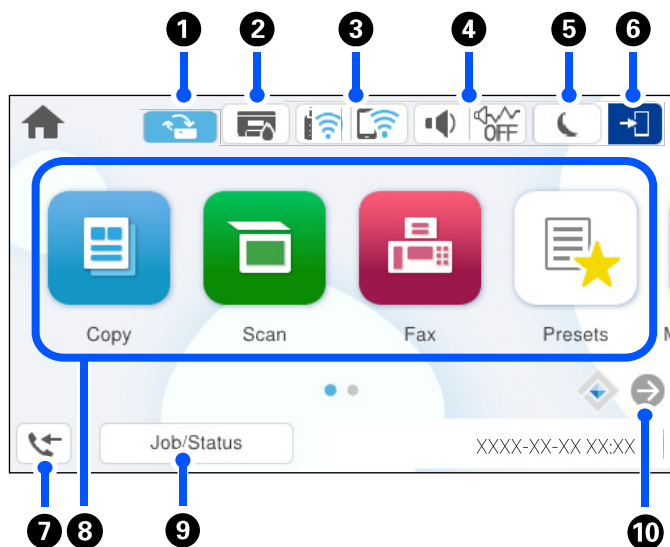 1 2 3 4 5 6
OFF
Copy Scan Fax Presets M
Job/Status XXXX-XX-XX XX:XX
7 8 9 10